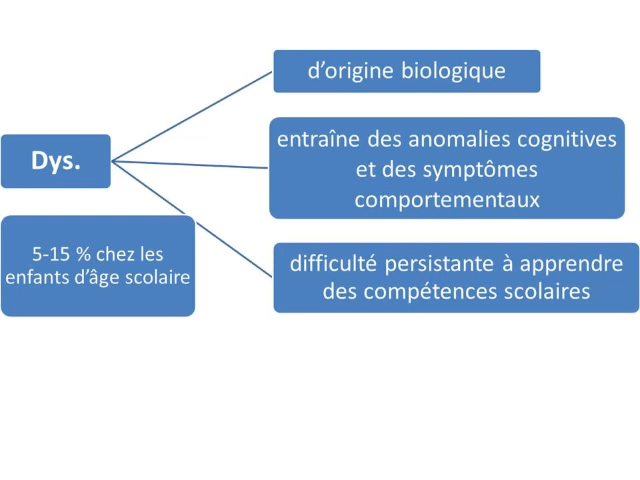 d’origine biologique
entraîne des anomalies cognitives
et des symptômes
comportementaux
Dys.
5-15 % chez les
enfants d’âge scolaire
difficulté persistante à apprendre
des compétences scolaires